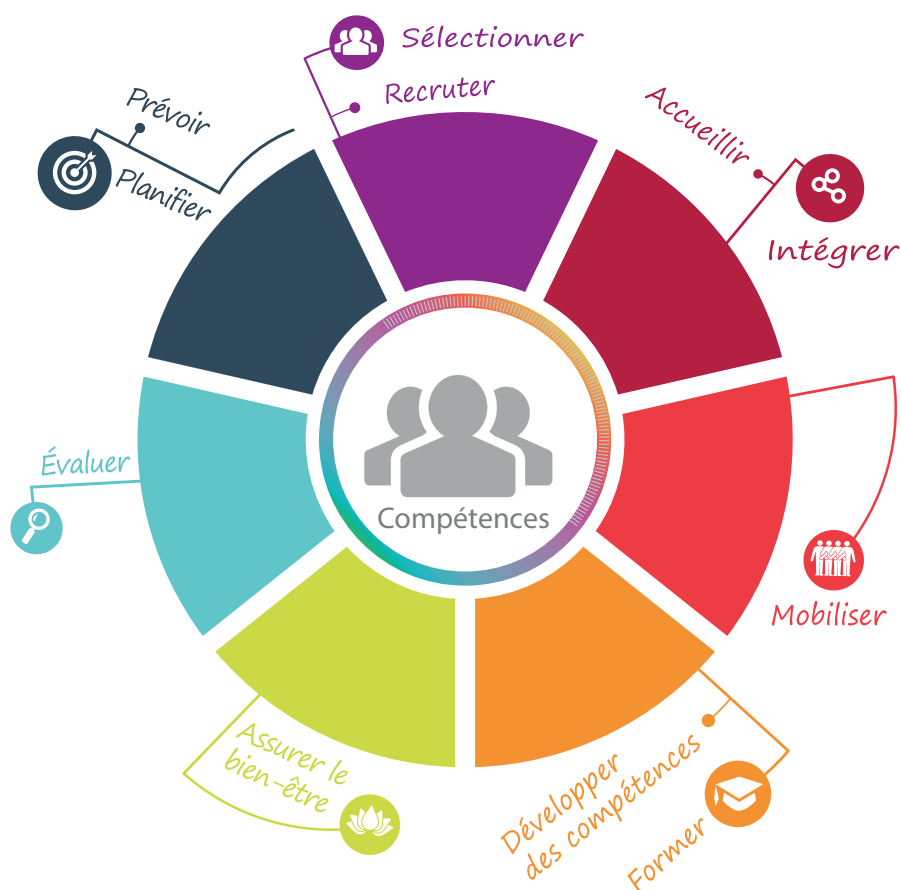 Sélectionner
Recruter
Accueillir
Intégrer
Mobiliser
Développer
des compétences
Former
Assurer le
bien-être
Évaluer
Prévoir
Planifier
Compétences